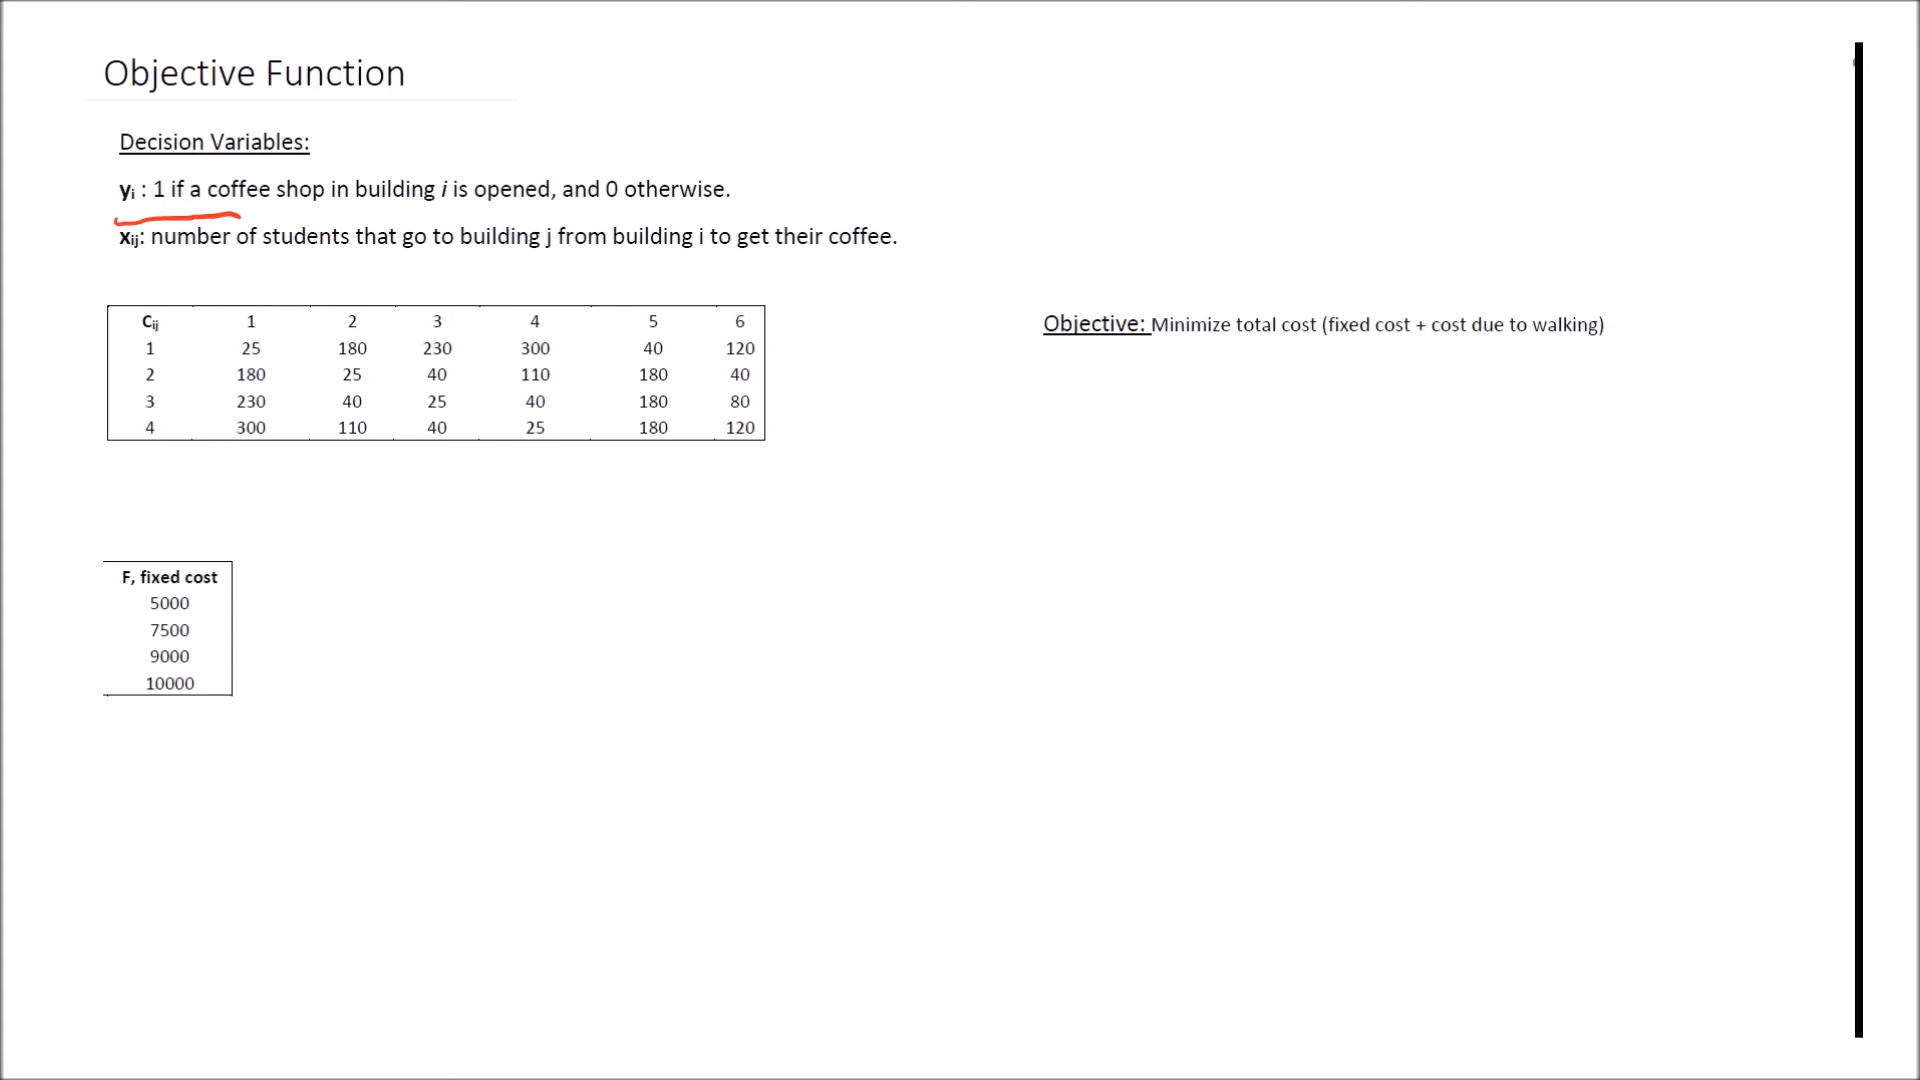 Objective Function
Decision Variables:
yi : 1 if a coffee shop in building i is opened, and 0 otherwise.
xij: number of students that go to building j from building i to get their coffee.
Cij 1 2 3 4 5 6
1 25 180 230 300 40 120
2 180 25 40 110 180 40
3 230 40 25 40 180 80
4 300 110 40 25 180 120
Objective: Minimize total cost (fixed cost + cost due to walking)
F, fixed cost
5000
7500
9000
10000